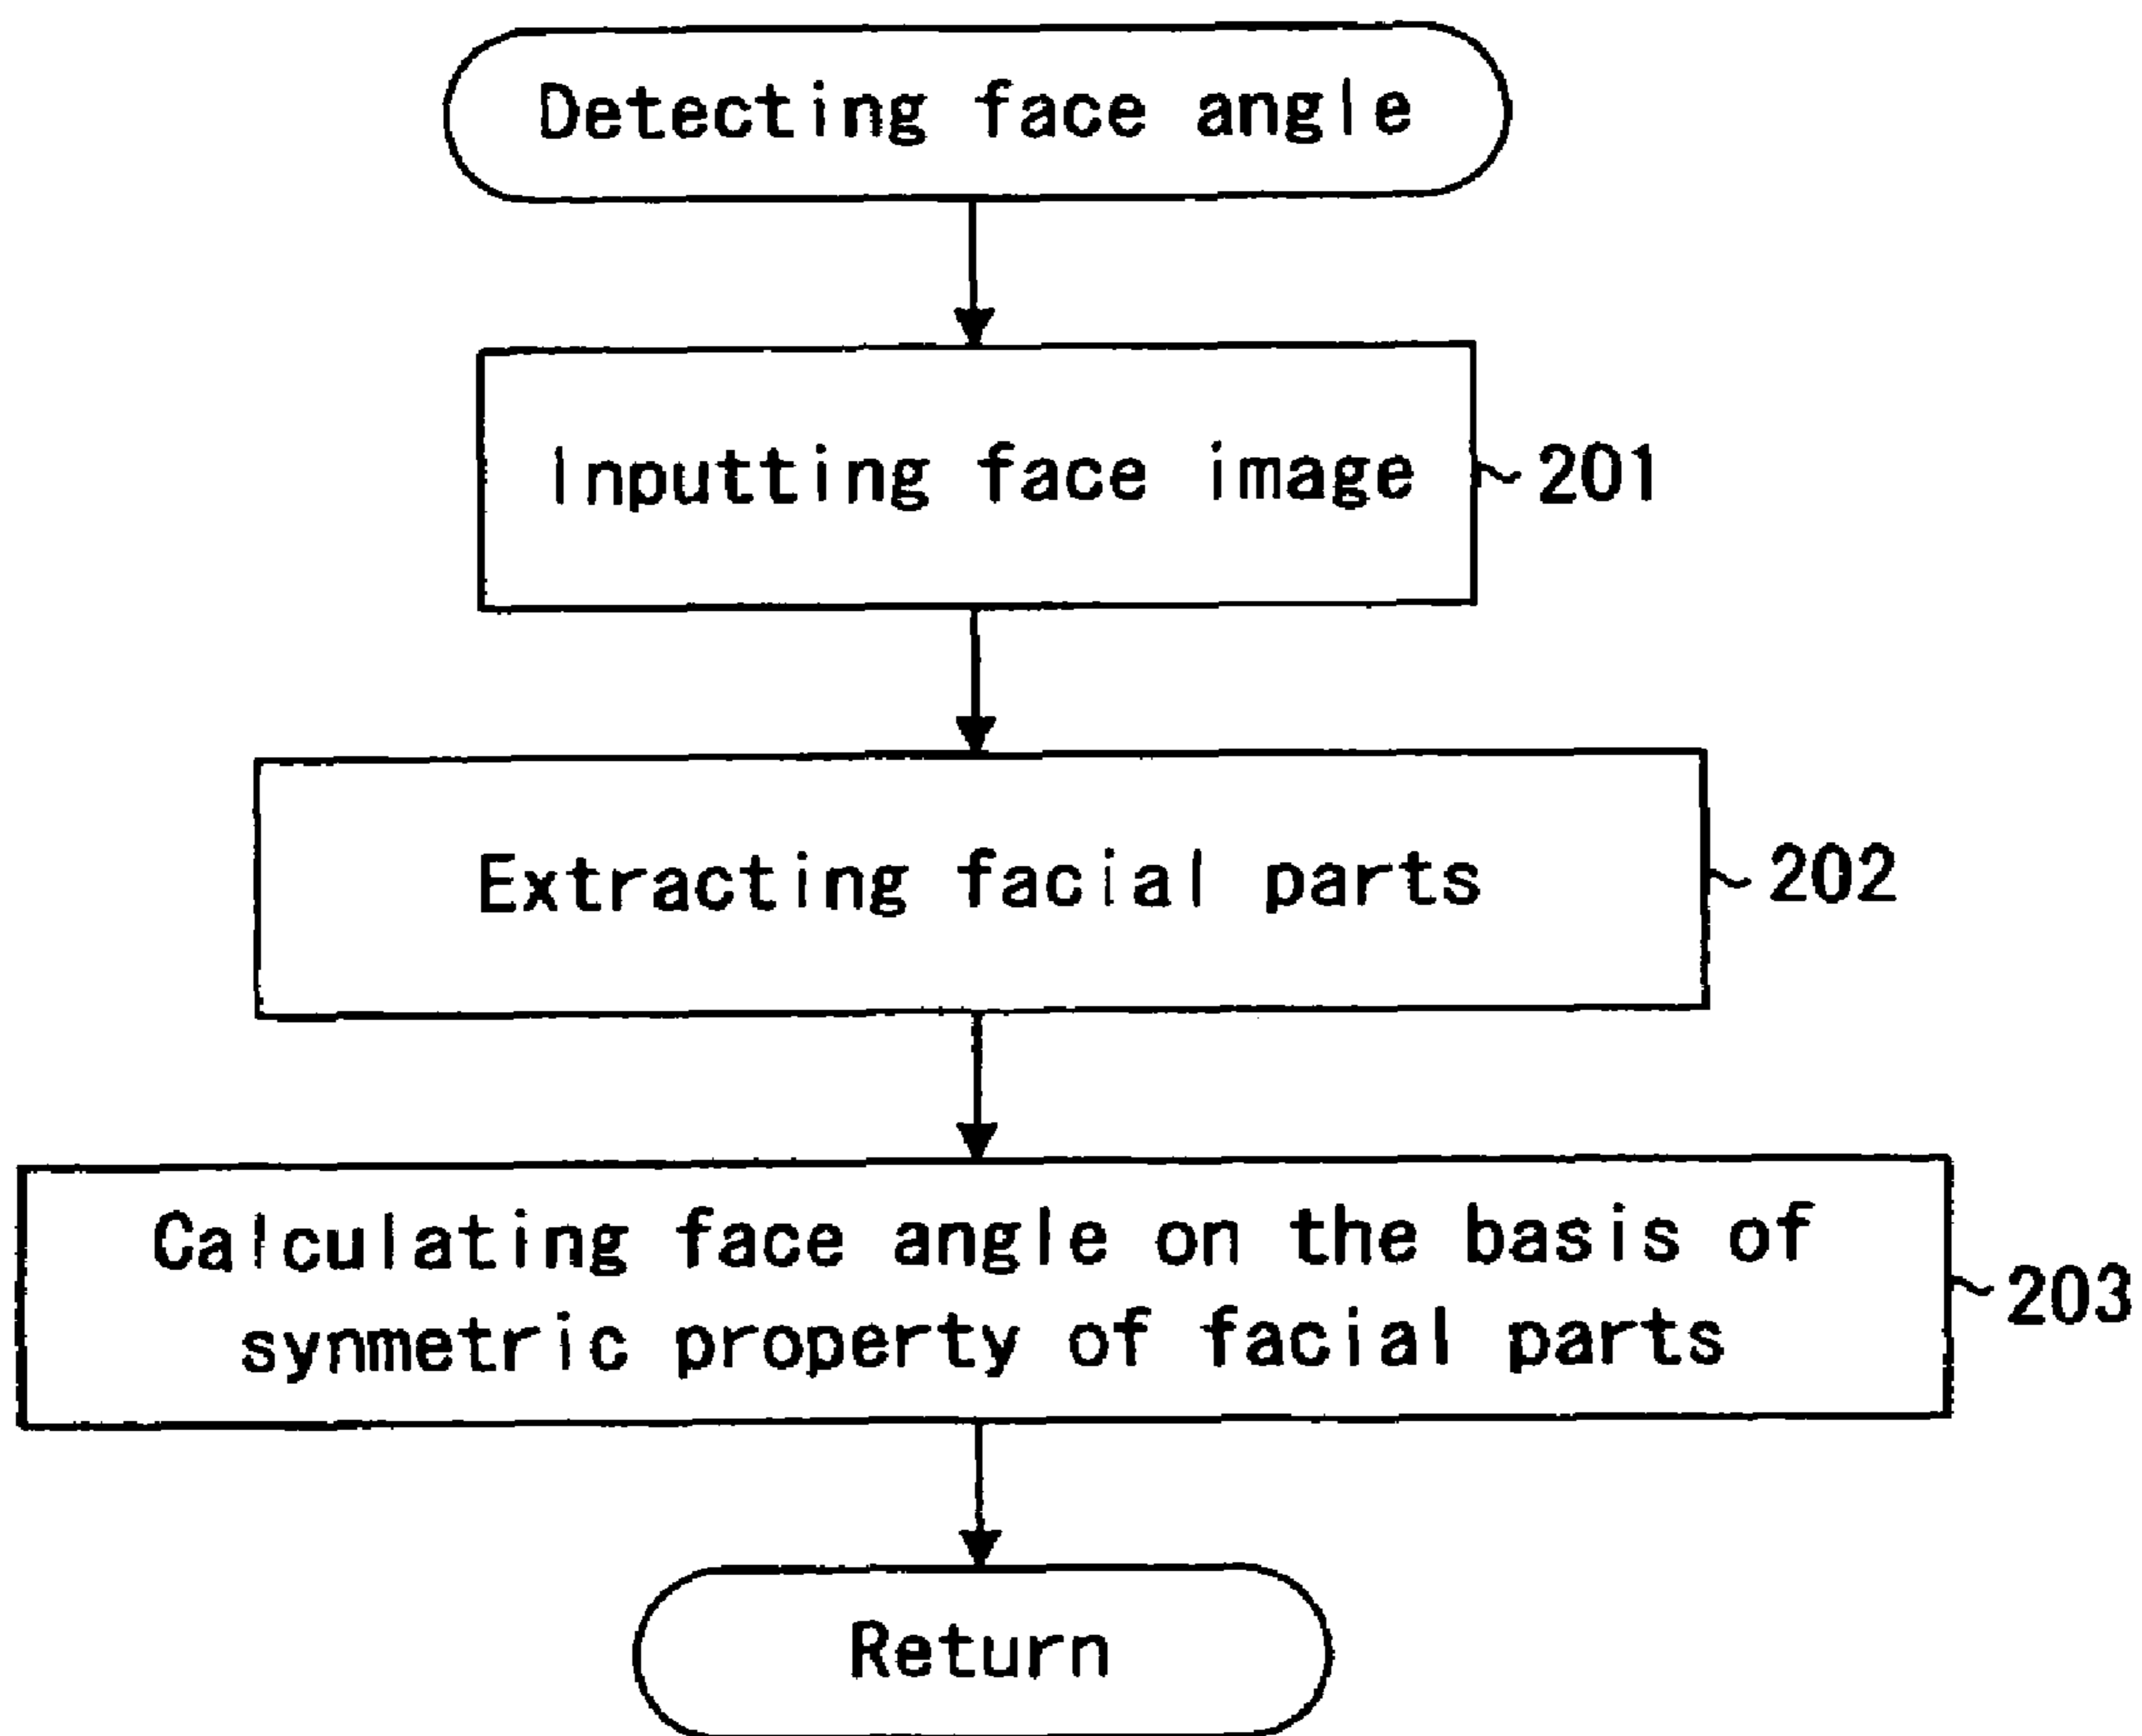 Detecting face angle
Inputting face image
201
Extracting facial parts
202
Calculating face angle on the basis of
synmetric property of facial parts
203
Return